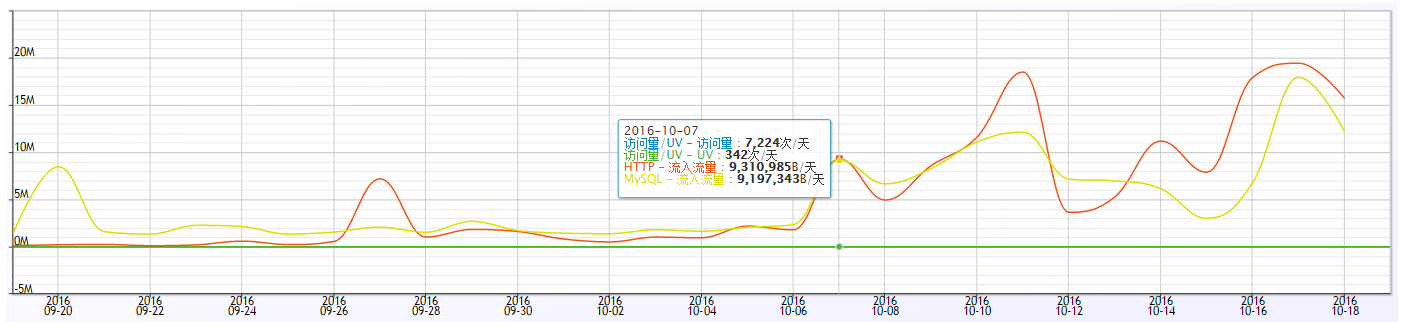 20M
15M
2016-10-07
访问量/UV - 访问量 : 7,224次/天
10M
访问量/UV - UV : 342次/天
HTTP - 流入流量 : 9,310,985B/天
MySQL - 流入流量 : 9,197,343B/天
5M
0M
-5M
2016 2016 2016 2016 2016 2016 2016 2016 2016 2016 2016 2016 2016 2016 2016
09-20 09-22 09-24 09-26 09-28 09-30 10-02 10-04 10-06 10-08 10-10 10-12 10-14 10-16 10-18